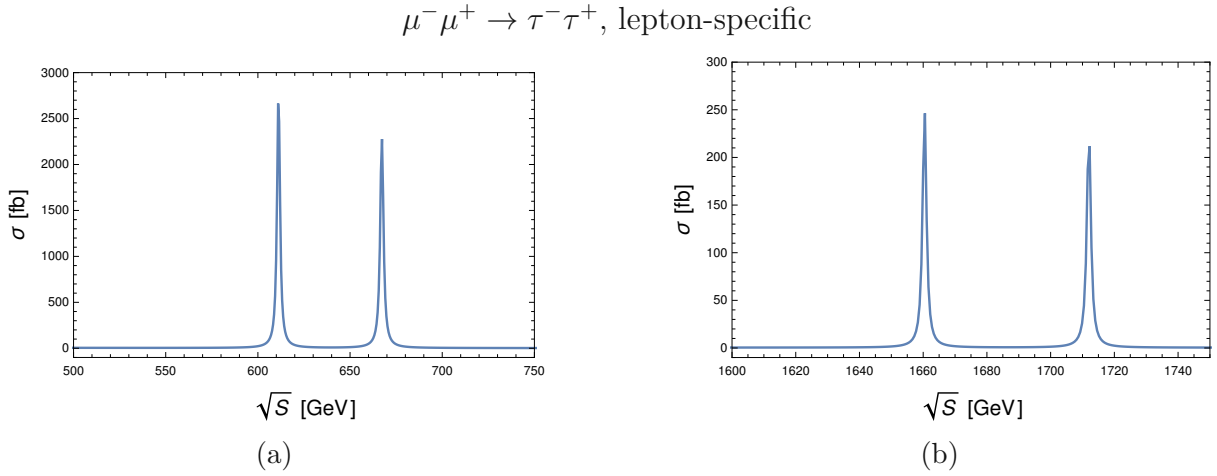 μ⁻μ⁺ → τ⁻τ⁺, lepton-specific
3000
2500
2000
1500
1000
500
0
σ [fb]
500 550 600 650 700 750
√S [GeV]
(a)
300
250
200
150
100
50
0
σ [fb]
1600 1620 1640 1660 1680 1700 1720 1740
√S [GeV]
(b)